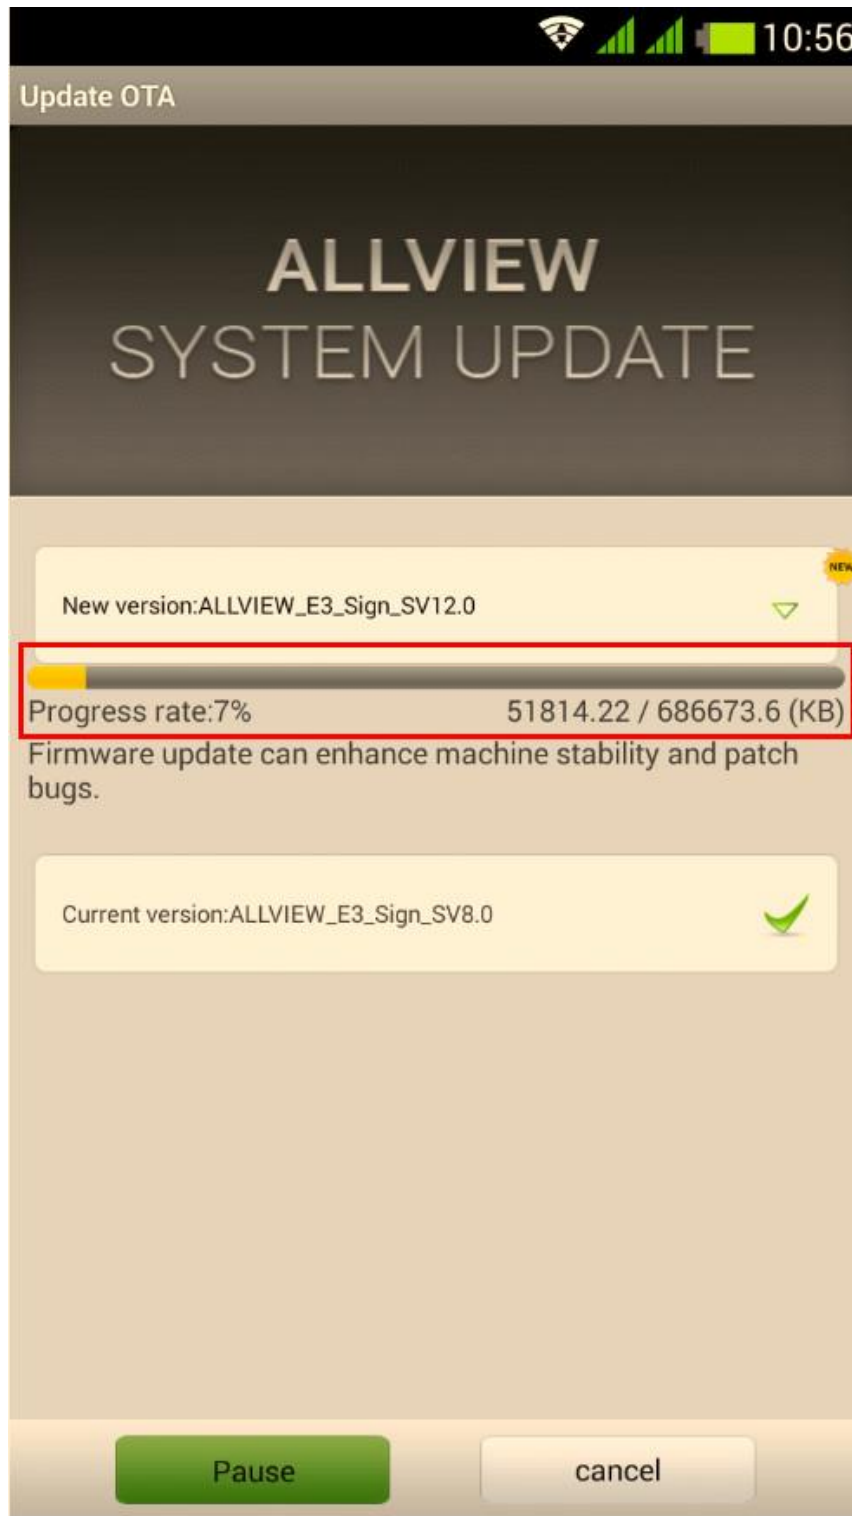 10:56
Update OTA
ALLVIEW
SYSTEM UPDATE
NEW
New version:ALLVIEW_E3_Sign_SV12.0
Progress rate:7% 51814.22 / 686673.6 (KB)
Firmware update can enhance machine stability and patch
bugs.
Current version:ALLVIEW_E3_Sign_SV8.0
Pause cancel